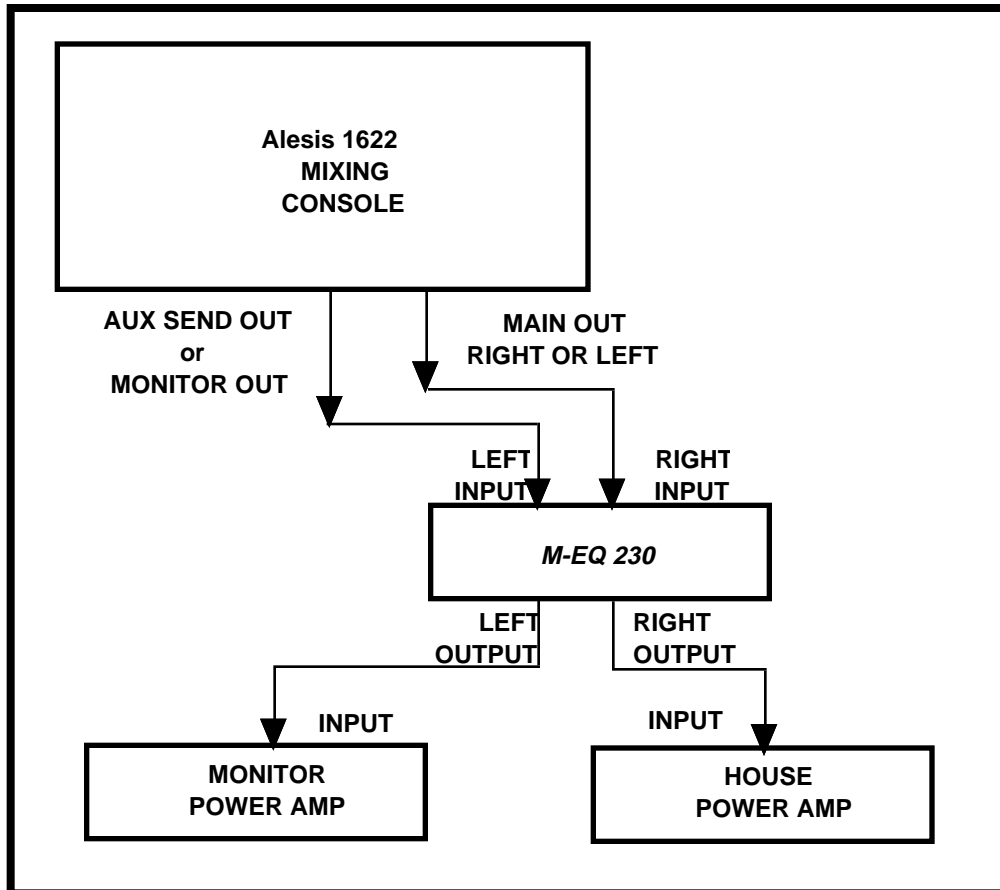 Alesis 1622
MIXING
CONSOLE
AUX SEND OUT
or
MONITOR OUT
MAIN OUT
RIGHT OR LEFT
LEFT
INPUT
RIGHT
INPUT
M-EQ 230
LEFT
OUTPUT
RIGHT
OUTPUT
INPUT
INPUT
MONITOR
POWER AMP
HOUSE
POWER AMP